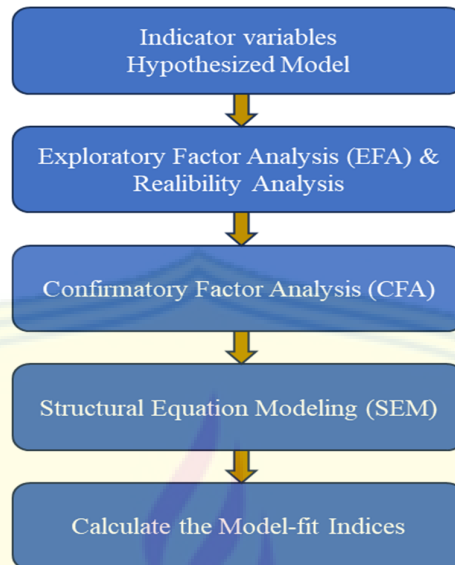 Indicator variables
Hypothesized Model
Exploratory Factor Analysis (EFA) &
Realibility Analysis
Confirmatory Factor Analysis (CFA)
Structural Equation Modeling (SEM)
Calculate the Model-fit Indices